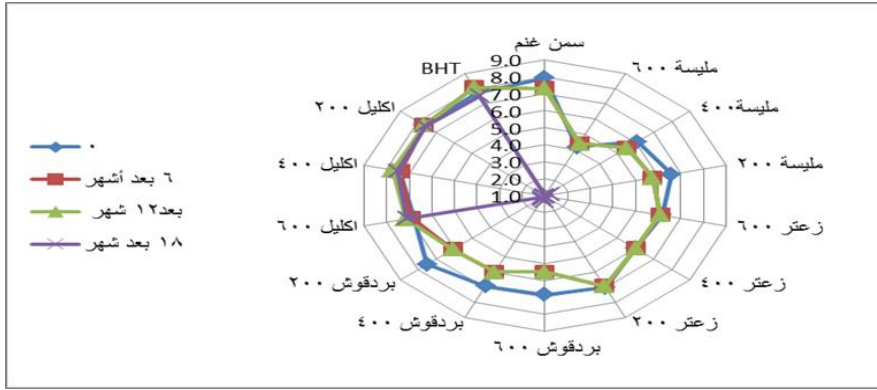 سمن غنم
مليسة ٦٠٠
مليسة٤٠٠
مليسة ٢٠٠
زعتر ٦٠٠
زعتر ٤٠٠
زعتر ٢٠٠
بردقوش ٦٠٠
بردقوش ٤٠٠
بردقوش ٢٠٠
اكليل ٦٠٠
اكليل ٤٠٠
اكليل ٢٠٠
BHT
9.0
8.0
7.0
6.0
5.0
4.0
3.0
2.0
1.0
٠
٦ بعد أشهر
بعد١٢ شهر
١٨ بعد شهر